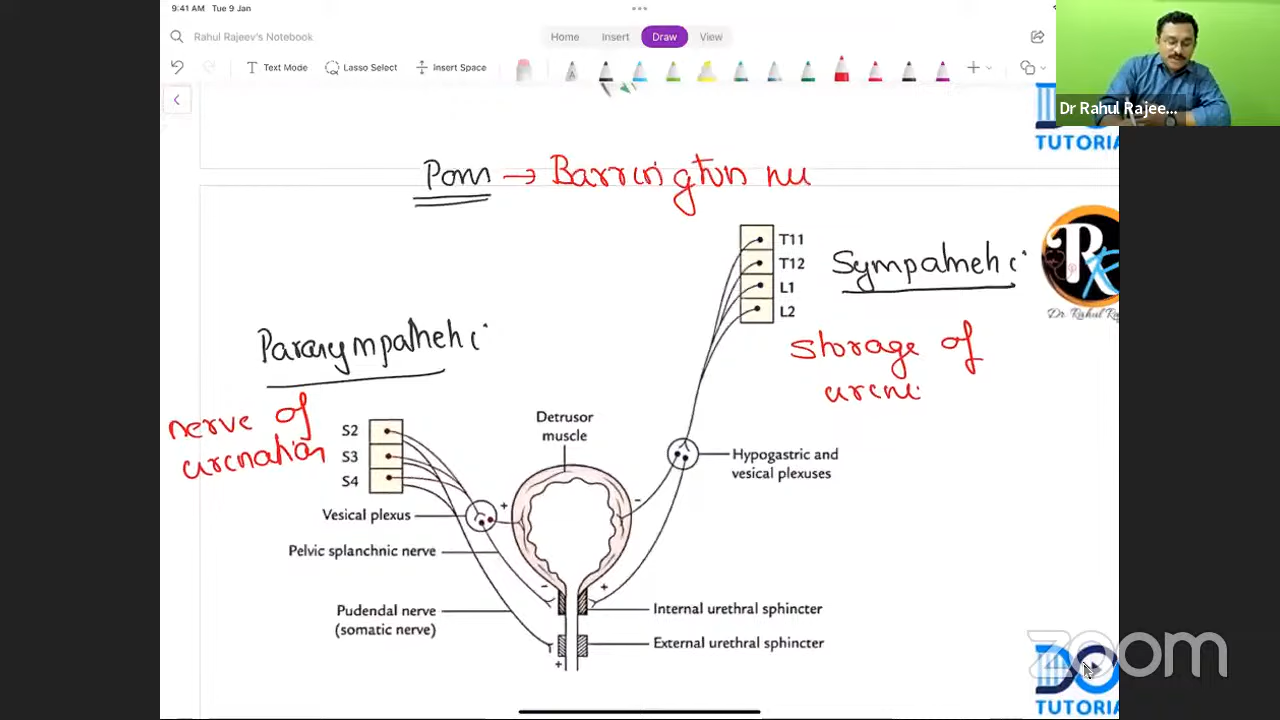 9:41 AM Tue 9 Jan
Rahul Rajeev's Notebook
Home Insert Draw View
Text Mode Lasso Select Insert Space
Dr Rahul Rajee...
TUTORIA
Pons → Barrington nu
T11
T12
L1
L2
Sympathetic
Dr. Rahul Raj
storage of
urine
Parasympathetic
nerve of
urination
S2
S3
S4
Detrusor
muscle
Hypogastric and
vesical plexuses
+
-
Vesical plexus
Pelvic splanchnic nerve
-
+
Pudendal nerve
(somatic nerve)
Internal urethral sphincter
External urethral sphincter
+
zoom
DO
TUTORIA